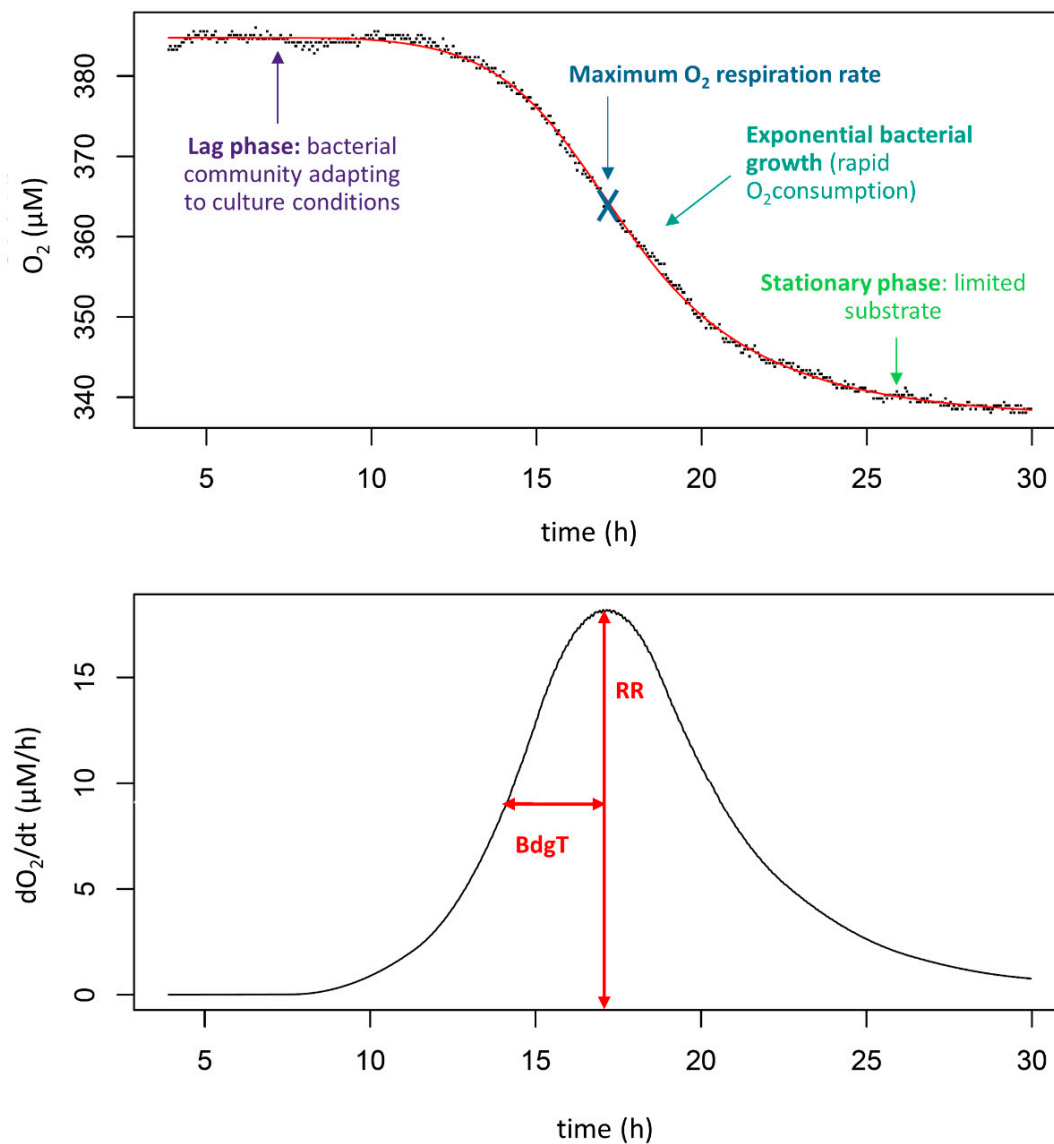 Maximum O₂ respiration rate
Lag phase: bacterial
community adapting
to culture conditions
Exponential bacterial
growth (rapid
O₂consumption)
Stationary phase: limited
substrate
O₂ (µM)
380
370
360
350
340
5 10 15 20 25 30
time (h)
RR
BdgT
dO₂/dt (µM/h)
15
10
5
0
5 10 15 20 25 30
time (h)